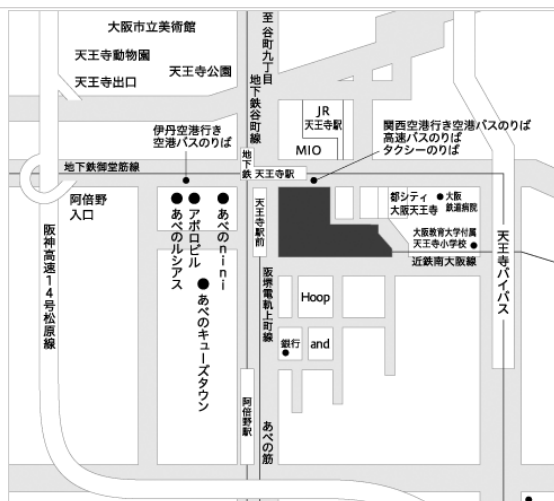 大阪市立美術館
天王寺動物園
天王寺出口
天王寺公園
至 谷町九丁目
地下鉄谷町線
JR
天王寺駅
MIO
伊丹空港行き
空港バスのりば
関西空港行き空港バスのりば
高速バスのりば
タクシーのりば
地下鉄御堂筋線
地下鉄 天王寺駅
阿倍野
入口
あべのルシアス
アポロビル
あべのnini
あべのキューズタウン
天王寺駅前
都シティ
大阪天王寺
大阪
鉄道病院
大阪教育大学付属
天王寺小学校
近鉄南大阪線
天王寺バイパス
阪神高速14号松原線
阪堺電軌上町線
Hoop
銀行
and
阿倍野駅
あべの筋